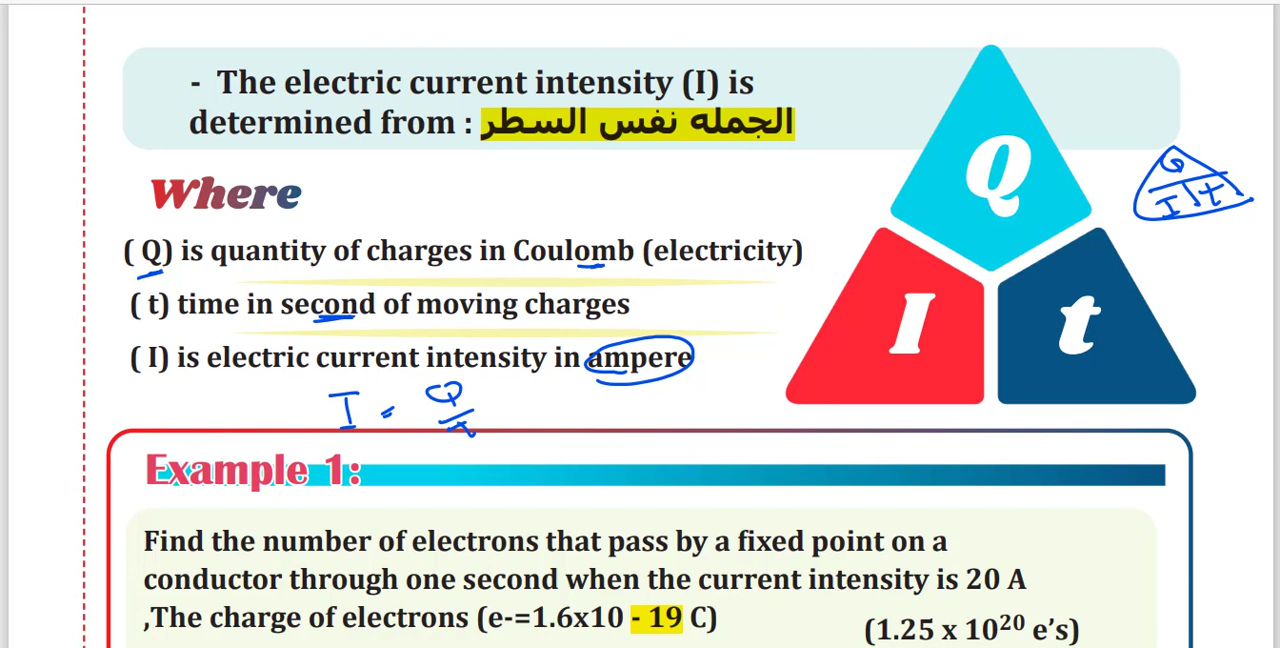 - The electric current intensity (I) is
determined from : الجمله نفس السطر
Q
I t
Q
I t
Where
( Q) is quantity of charges in Coulomb (electricity)
( t) time in second of moving charges
( I) is electric current intensity in ampere
I = Q/t
Example 1:
Find the number of electrons that pass by a fixed point on a
conductor through one second when the current intensity is 20 A
,The charge of electrons (e-=1.6x10 - 19 C)
(1.25 x 10²⁰ e's)